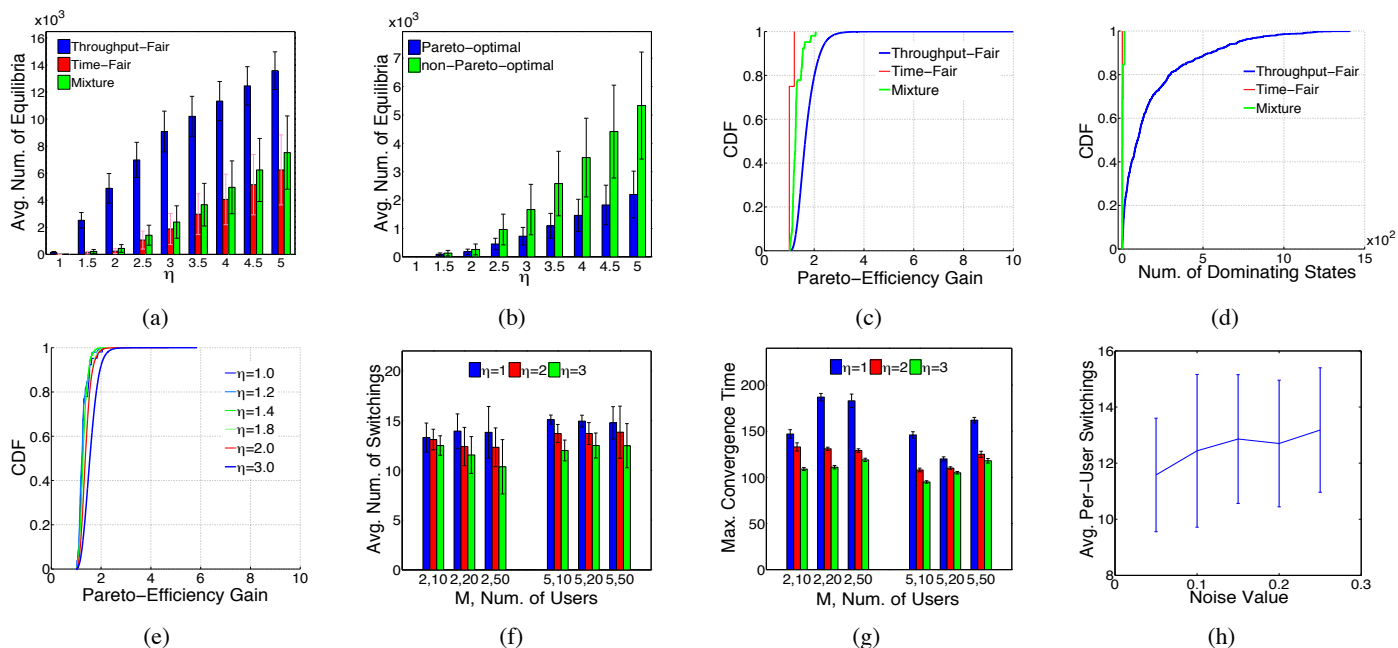 ×10³
16
14
12
10
8
6
4
2
0
Avg. Num. of Equilibria
Throughput−Fair
Time−Fair
Mixture
1 1.5 2 2.5 3 3.5 4 4.5 5
η
(a)
×10³
7
6
5
4
3
2
1
0
Avg. Num. of Equilibria
Pareto−optimal
non−Pareto−optimal
1 1.5 2 2.5 3 3.5 4 4.5 5
η
(b)
1
0.8
0.6
0.4
0.2
0
CDF
Throughput−Fair
Time−Fair
Mixture
0 2 4 6 8 10
Pareto−Efficiency Gain
(c)
1
0.8
0.6
0.4
0.2
0
CDF
Throughput−Fair
Time−Fair
Mixture
0 5 10 15
×10²
Num. of Dominating States
(d)
1
0.8
0.6
0.4
0.2
0
CDF
η=1.0
η=1.2
η=1.4
η=1.8
η=2.0
η=3.0
0 2 4 6 8 10
Pareto−Efficiency Gain
(e)
20
15
10
5
0
Avg. Num. of Switchings
η=1 η=2 η=3
2,10 2,20 2,50 5,10 5,20 5,50
M, Num. of Users
(f)
200
150
100
50
0
Max. Convergence Time
η=1 η=2 η=3
2,10 2,20 2,50 5,10 5,20 5,50
M, Num. of Users
(g)
16
14
12
10
8
Avg. Per−User Switchings
0 0.1 0.2 0.3
Noise Value
(h)